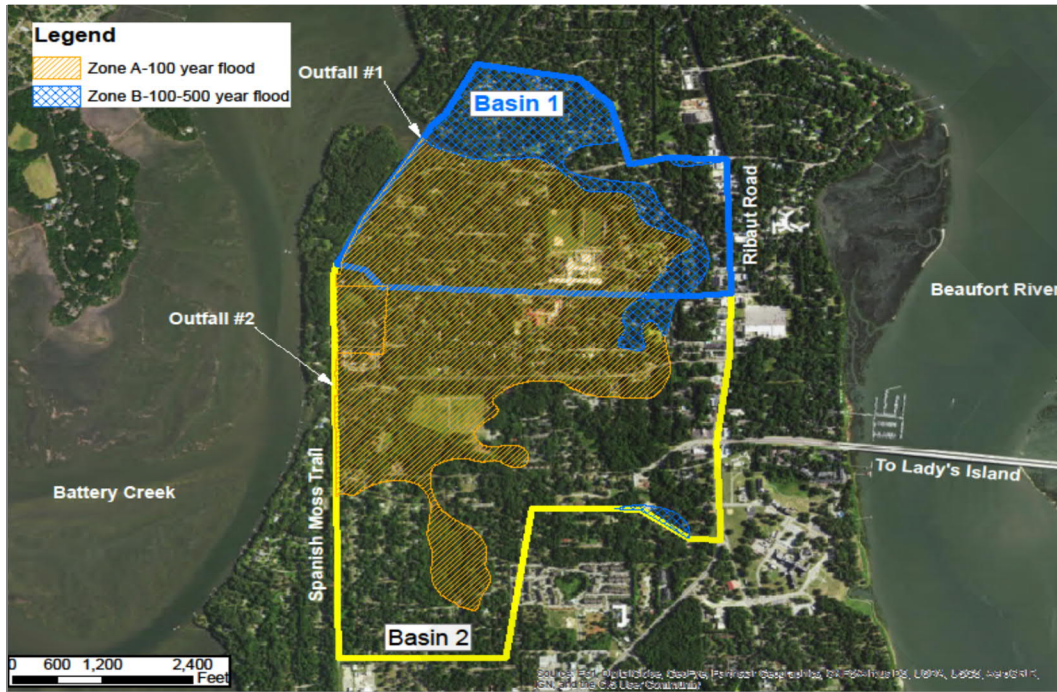 Legend
Zone A-100 year flood
Zone B-100-500 year flood
Outfall #1
Basin 1
Ribaut Road
Beaufort River
Outfall #2
Battery Creek
Spanish Moss Trail
To Lady's Island
Basin 2
0 600 1,200 2,400
Feet